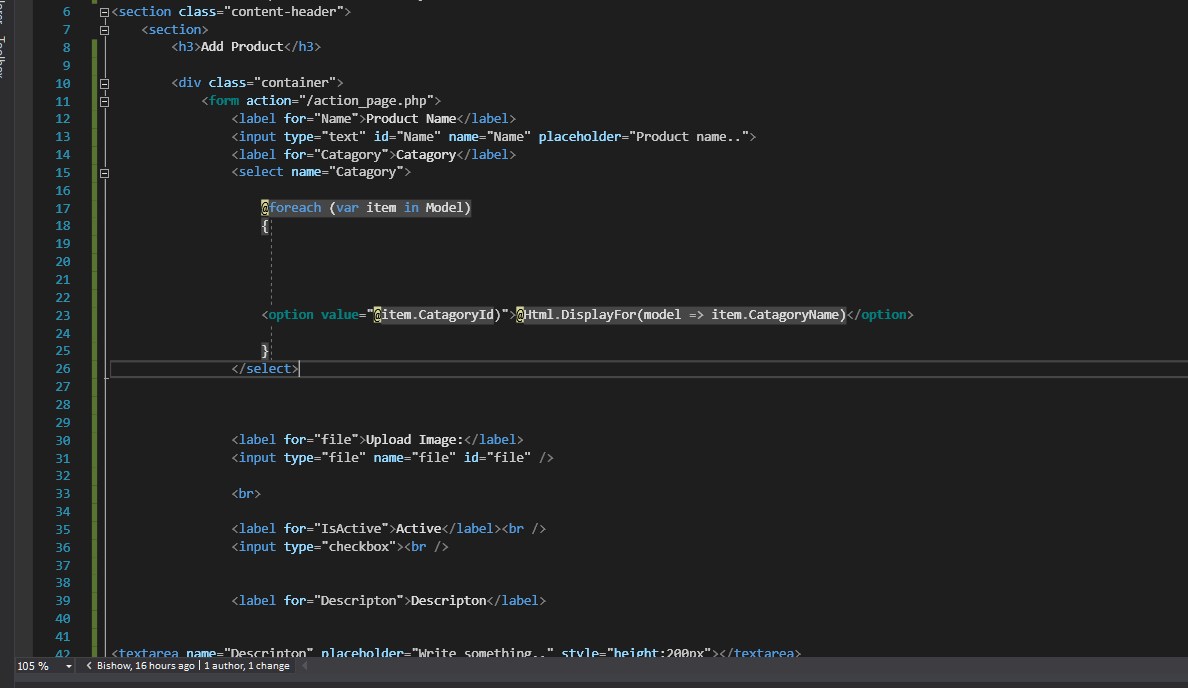 6 <section class="content-header">
7 <section>
8 <h3>Add Product</h3>
9
10 <div class="container">
11 <form action="/action_page.php">
12 <label for="Name">Product Name</label>
13 <input type="text" id="Name" name="Name" placeholder="Product name..">
14 <label for="Catagory">Catagory</label>
15 <select name="Catagory">
16
17 @foreach (var item in Model)
18 {
19
20
21
22
23 <option value="@item.CatagoryId)">@Html.DisplayFor(model => item.CatagoryName)</option>
24
25 }
26 </select>
27
28
29
30 <label for="file">Upload Image:</label>
31 <input type="file" name="file" id="file" />
32
33 <br>
34
35 <label for="IsActive">Active</label><br />
36 <input type="checkbox"><br />
37
38
39 <label for="Descripton">Descripton</label>
40
41
42 <textarea name="Descripton" placeholder="Write something.." style="height:200px"></textarea>
105 % Bishow, 16 hours ago | 1 author, 1 change
Toolbox